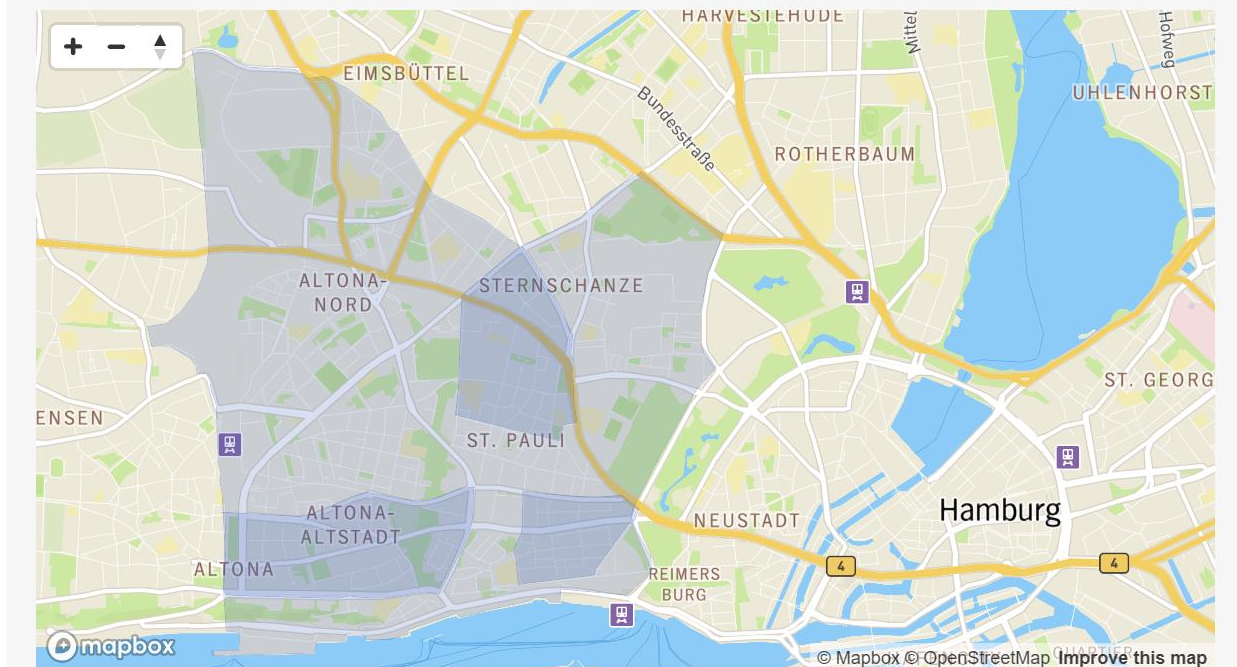 HARVESTEHUDE
Mittel
Hofweg
+ −
EIMSBÜTTEL
UHLENHORST
Bundesstraße
ROTHERBAUM
ALTONA-
NORD
STERNSCHANZE
ST. GEORG
ENSEN
ST. PAULI
Hamburg
ALTONA-
ALTSTADT
NEUSTADT
ALTONA
REIMERS
BURG
4
4
mapbox
QUARTIER
© Mapbox © OpenStreetMap Improve this map